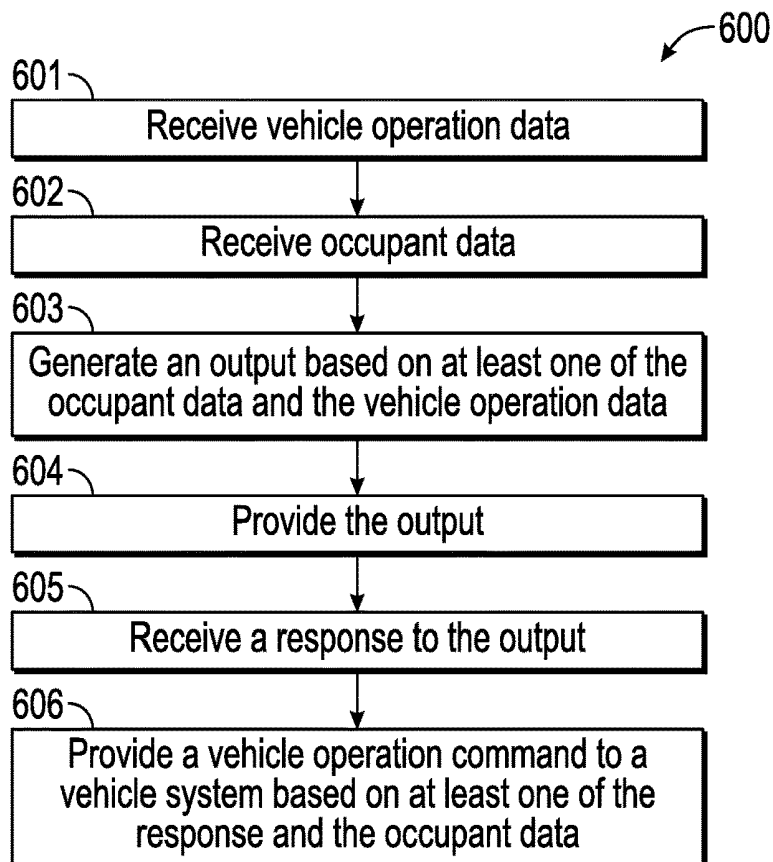 600
601
Receive vehicle operation data
602
Receive occupant data
603
Generate an output based on at least one of the
occupant data and the vehicle operation data
604
Provide the output
605
Receive a response to the output
606
Provide a vehicle operation command to a
vehicle system based on at least one of the
response and the occupant data